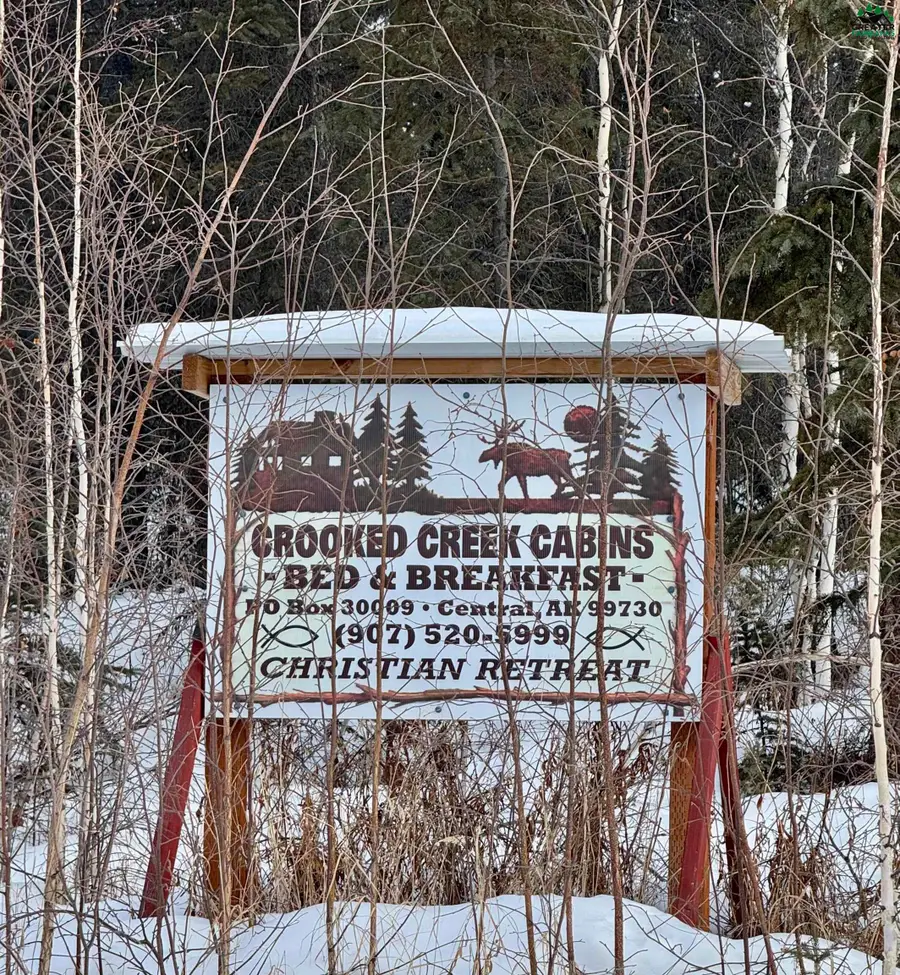 CROOKED CREEK CABINS
- BED & BREAKFAST -
PO Box 30009 • Central, AK 99730
(907) 520-5999
CHRISTIAN RETREAT